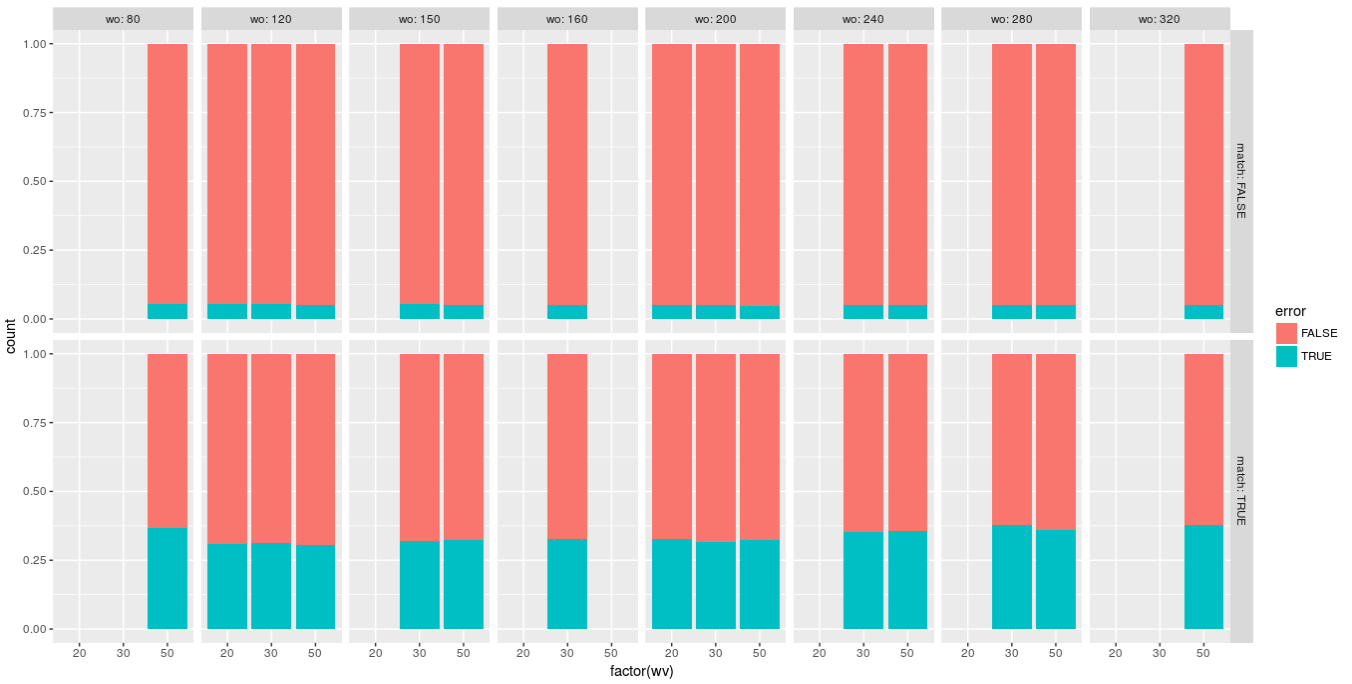 wo: 80 wo: 120 wo: 150 wo: 160 wo: 200 wo: 240 wo: 280 wo: 320
1.00
0.75
0.50
0.25
0.00
match: FALSE
1.00
0.75
0.50
0.25
0.00
match: TRUE
count
20 30 50 20 30 50 20 30 50 20 30 50 20 30 50 20 30 50 20 30 50 20 30 50
factor(wv)
error
FALSE
TRUE